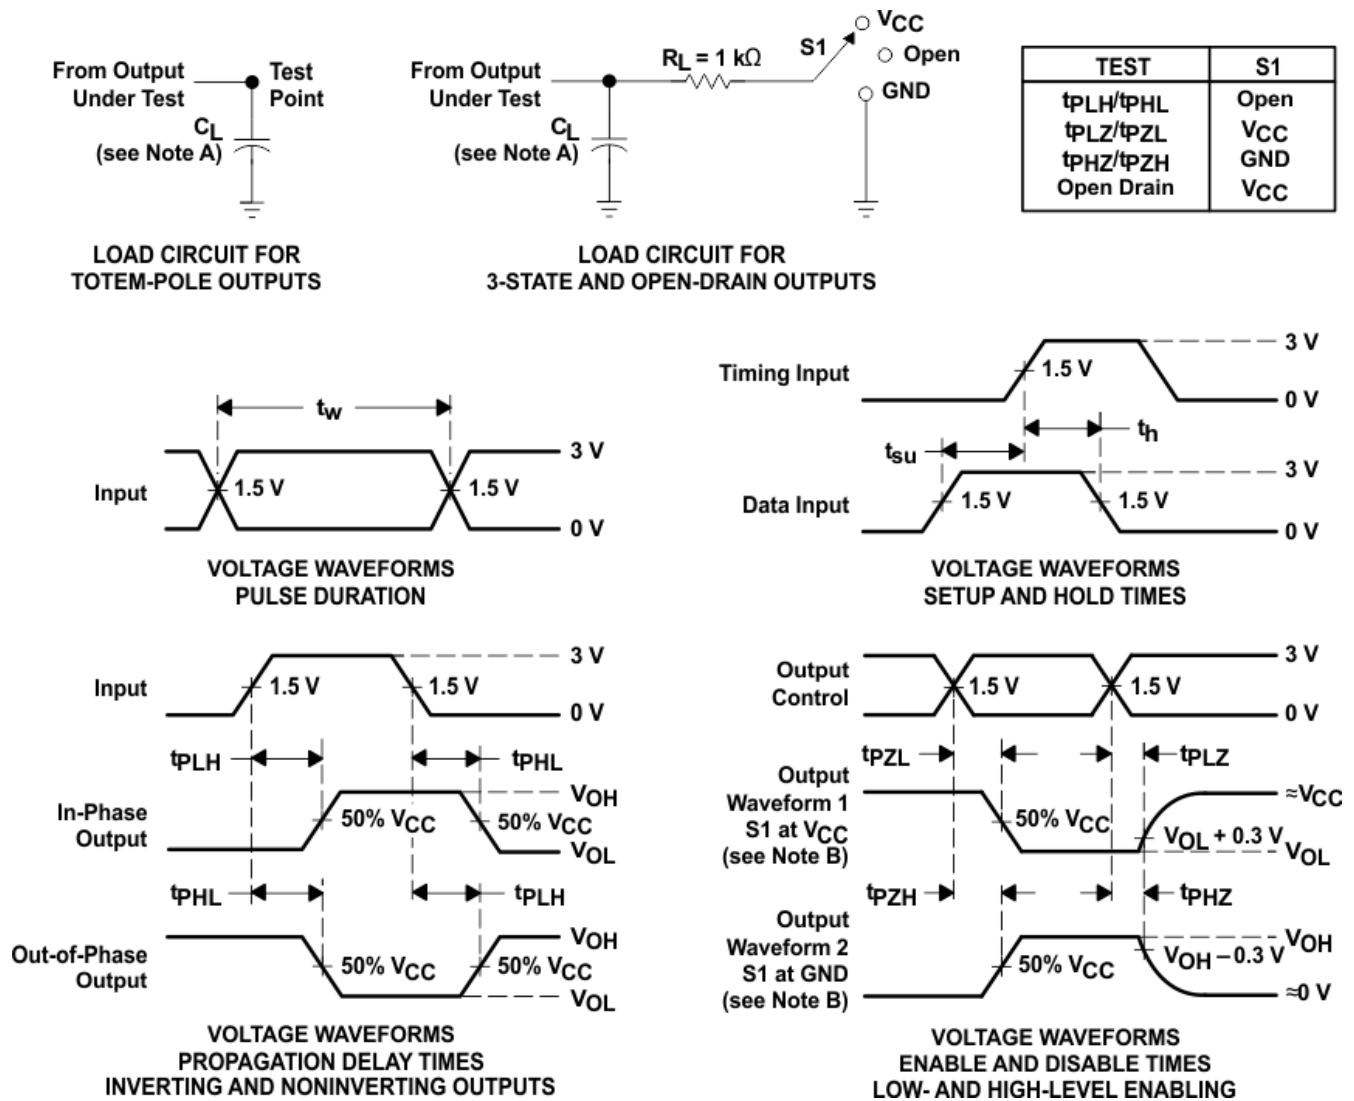 From Output
Under Test
Test
Point
CL
(see Note A)
LOAD CIRCUIT FOR
TOTEM-POLE OUTPUTS
From Output
Under Test
RL = 1 kΩ
S1
VCC
Open
GND
CL
(see Note A)
LOAD CIRCUIT FOR
3-STATE AND OPEN-DRAIN OUTPUTS
TEST S1
tPLH/tPHL Open
tPLZ/tPZL VCC
tPHZ/tPZH GND
Open Drain VCC
tw
Input
1.5 V
1.5 V
3 V
0 V
VOLTAGE WAVEFORMS
PULSE DURATION
Timing Input
1.5 V
3 V
0 V
th
tsu
Data Input
1.5 V
1.5 V
3 V
0 V
VOLTAGE WAVEFORMS
SETUP AND HOLD TIMES
Input
1.5 V
1.5 V
3 V
0 V
tPLH
tPHL
In-Phase
Output
50% VCC
50% VCC
VOH
VOL
tPHL
tPLH
Out-of-Phase
Output
50% VCC
50% VCC
VOH
VOL
VOLTAGE WAVEFORMS
PROPAGATION DELAY TIMES
INVERTING AND NONINVERTING OUTPUTS
Output
Control
1.5 V
1.5 V
3 V
0 V
tPZL
tPLZ
Output
Waveform 1
S1 at VCC
(see Note B)
50% VCC
VOL + 0.3 V
≈VCC
VOL
tPZH
tPHZ
Output
Waveform 2
S1 at GND
(see Note B)
50% VCC
VOH − 0.3 V
VOH
≈0 V
VOLTAGE WAVEFORMS
ENABLE AND DISABLE TIMES
LOW- AND HIGH-LEVEL ENABLING